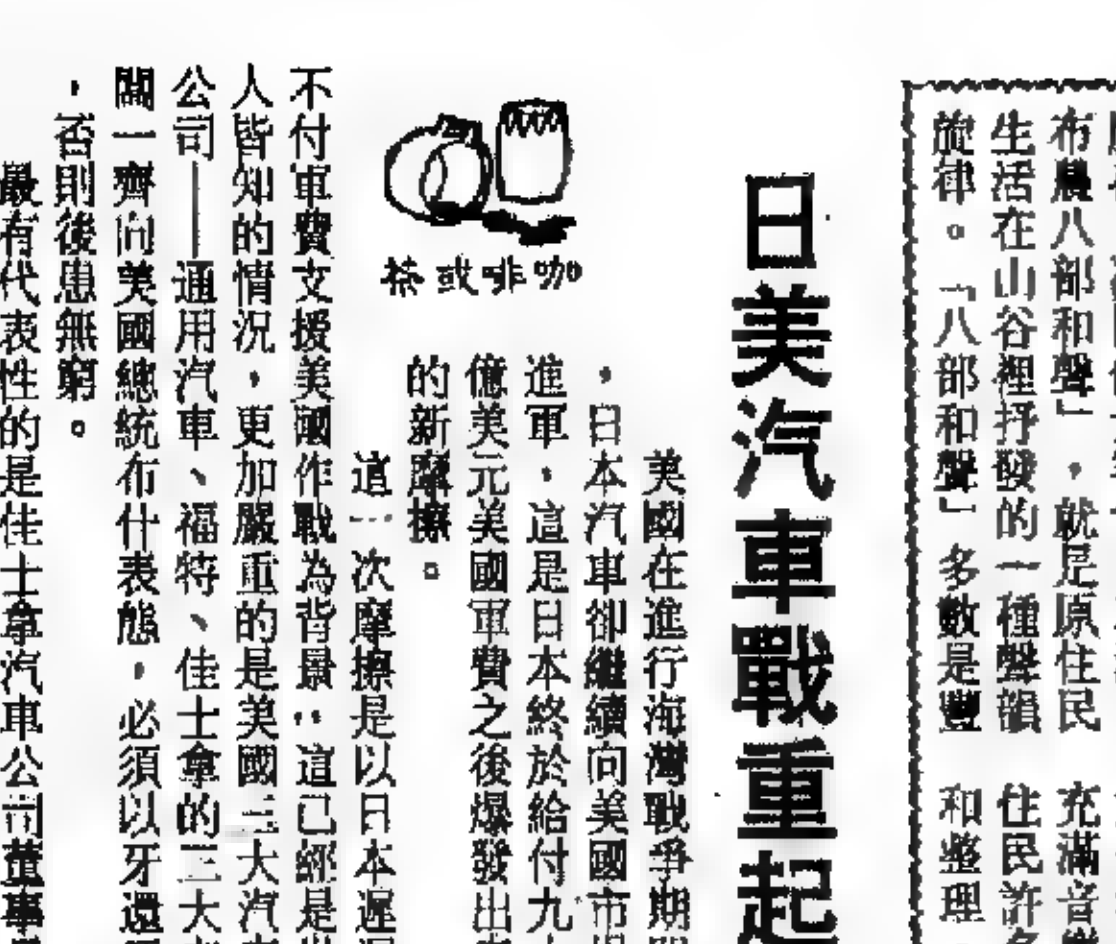 布農八部和聲」，就是原住民
充滿音
生活在山谷裡抒發的一種聲韻
住民許
旋律。「八部和聲」多數是豐
和整理
日美汽車戰重起
咖啡或茶
美國在進行海灣戰爭期
，日本汽車卻繼續向美國市場
進軍，這是日本終於給付九
億美元美國軍費之後爆發出
的新摩擦。
這一次摩擦是以日本遲
不付軍費支援美國作戰為背景：這已經是
人皆知的情況，更加嚴重的是美國三大汽
公司——通用汽車、福特、佳士拿的三大
闆一齊向美國總統布什表態，必須以牙還
，否則後患無窮。
最有代表性的是佳士拿汽車公司董事